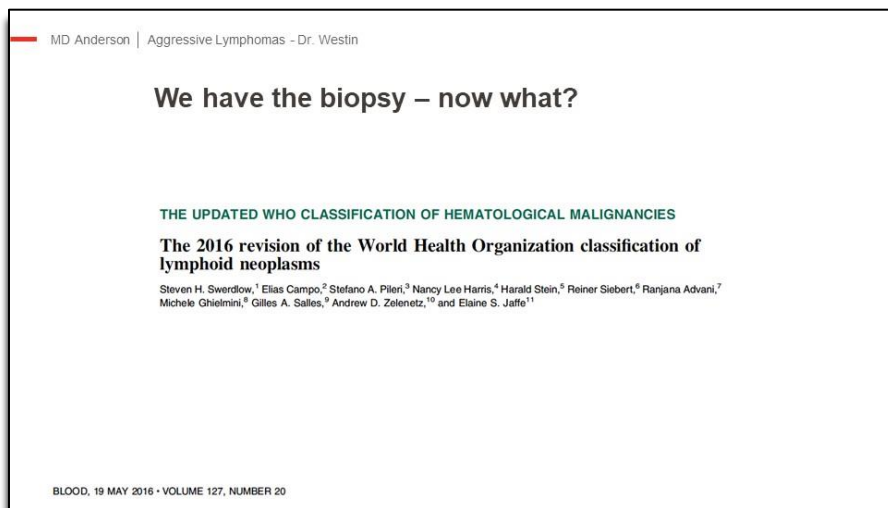 MD Anderson | Aggressive Lymphomas - Dr. Westin
We have the biopsy – now what?
THE UPDATED WHO CLASSIFICATION OF HEMATOLOGICAL MALIGNANCIES
The 2016 revision of the World Health Organization classification of
lymphoid neoplasms
Steven H. Swerdlow,¹ Elias Campo,² Stefano A. Pileri,³ Nancy Lee Harris,⁴ Harald Stein,⁵ Reiner Siebert,⁶ Ranjana Advani,⁷
Michele Ghielmini,⁸ Gilles A. Salles,⁹ Andrew D. Zelenetz,¹⁰ and Elaine S. Jaffe¹¹
BLOOD, 19 MAY 2016 • VOLUME 127, NUMBER 20